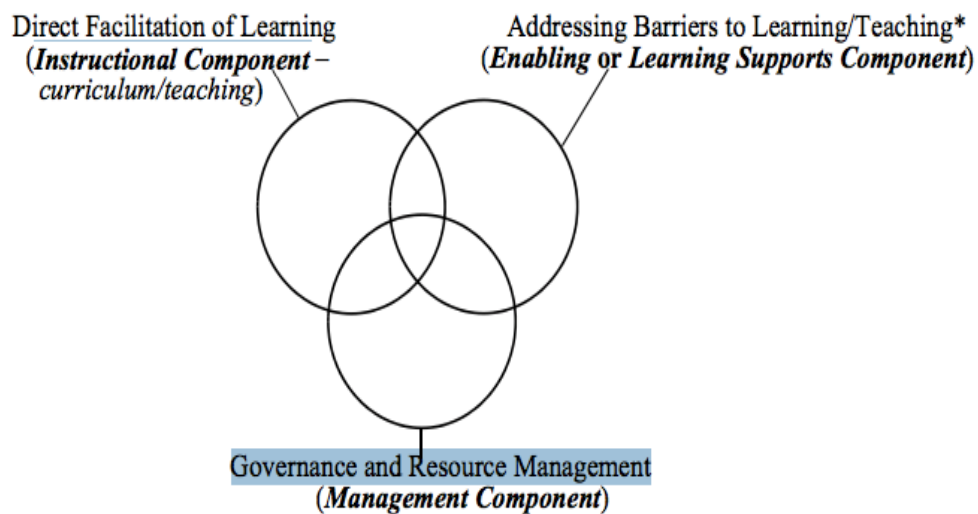 Direct Facilitation of Learning
(Instructional Component –
curriculum/teaching)
Addressing Barriers to Learning/Teaching*
(Enabling or Learning Supports Component)
Governance and Resource Management
(Management Component)